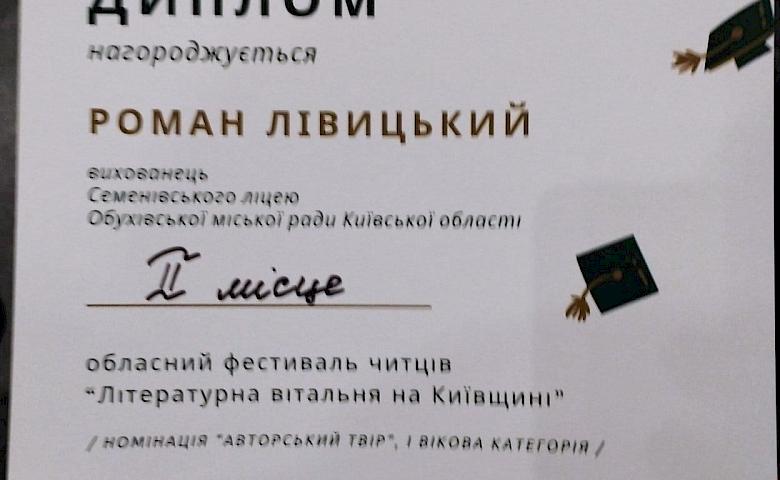 ДИПЛОМ
нагороджується
РОМАН ЛІВИЦЬКИЙ
вихованець
Семенівського ліцею
Обухівської міської ради Київської області
II місце
обласний фестиваль читців
“Літературна вітальня на Київщині”
/ НОМІНАЦІЯ "АВТОРСЬКИЙ ТВІР", І ВІКОВА КАТЕГОРІЯ /